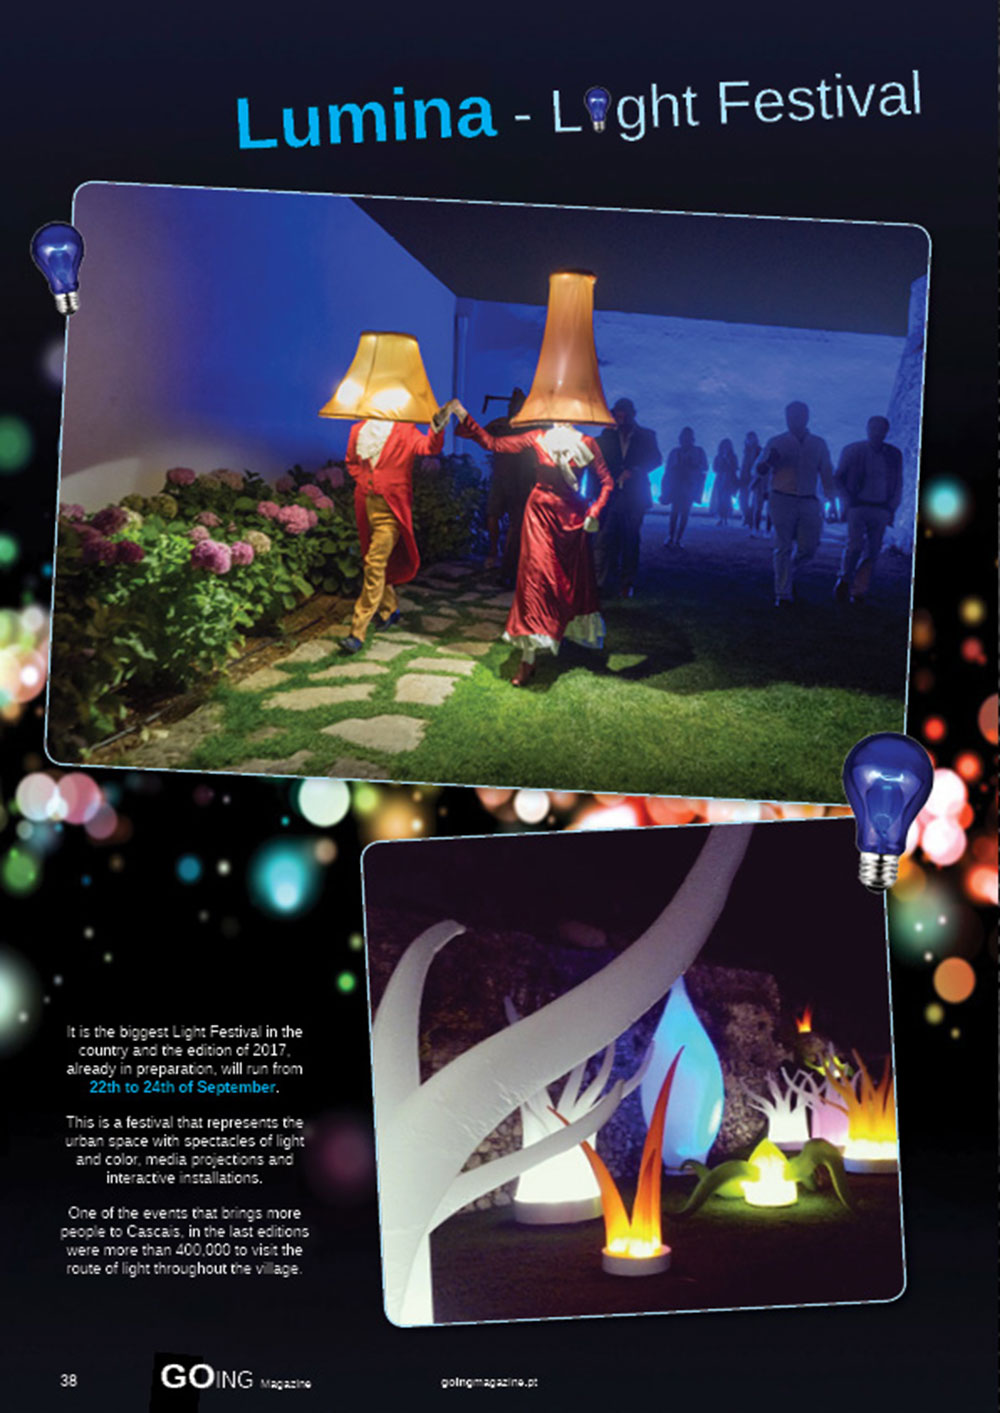 Lumina - Light Festival
It is the biggest Light Festival in the
country and the edition of 2017,
already in preparation, will run from
22th to 24th of September.
This is a festival that represents the
urban space with spectacles of light
and color, media projections and
interactive installations.
One of the events that brings more
people to Cascais, in the last editions
were more than 400,000 to visit the
route of light throughout the village.
38
GOING Magazine
goingmagazine.pt